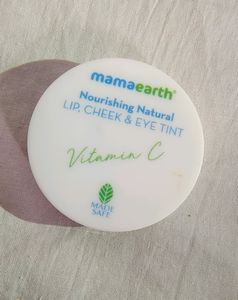 mamaearth®
Nourishing Natural
LIP, CHEEK & EYE TINT
Vitamin C
MADE
SAFE